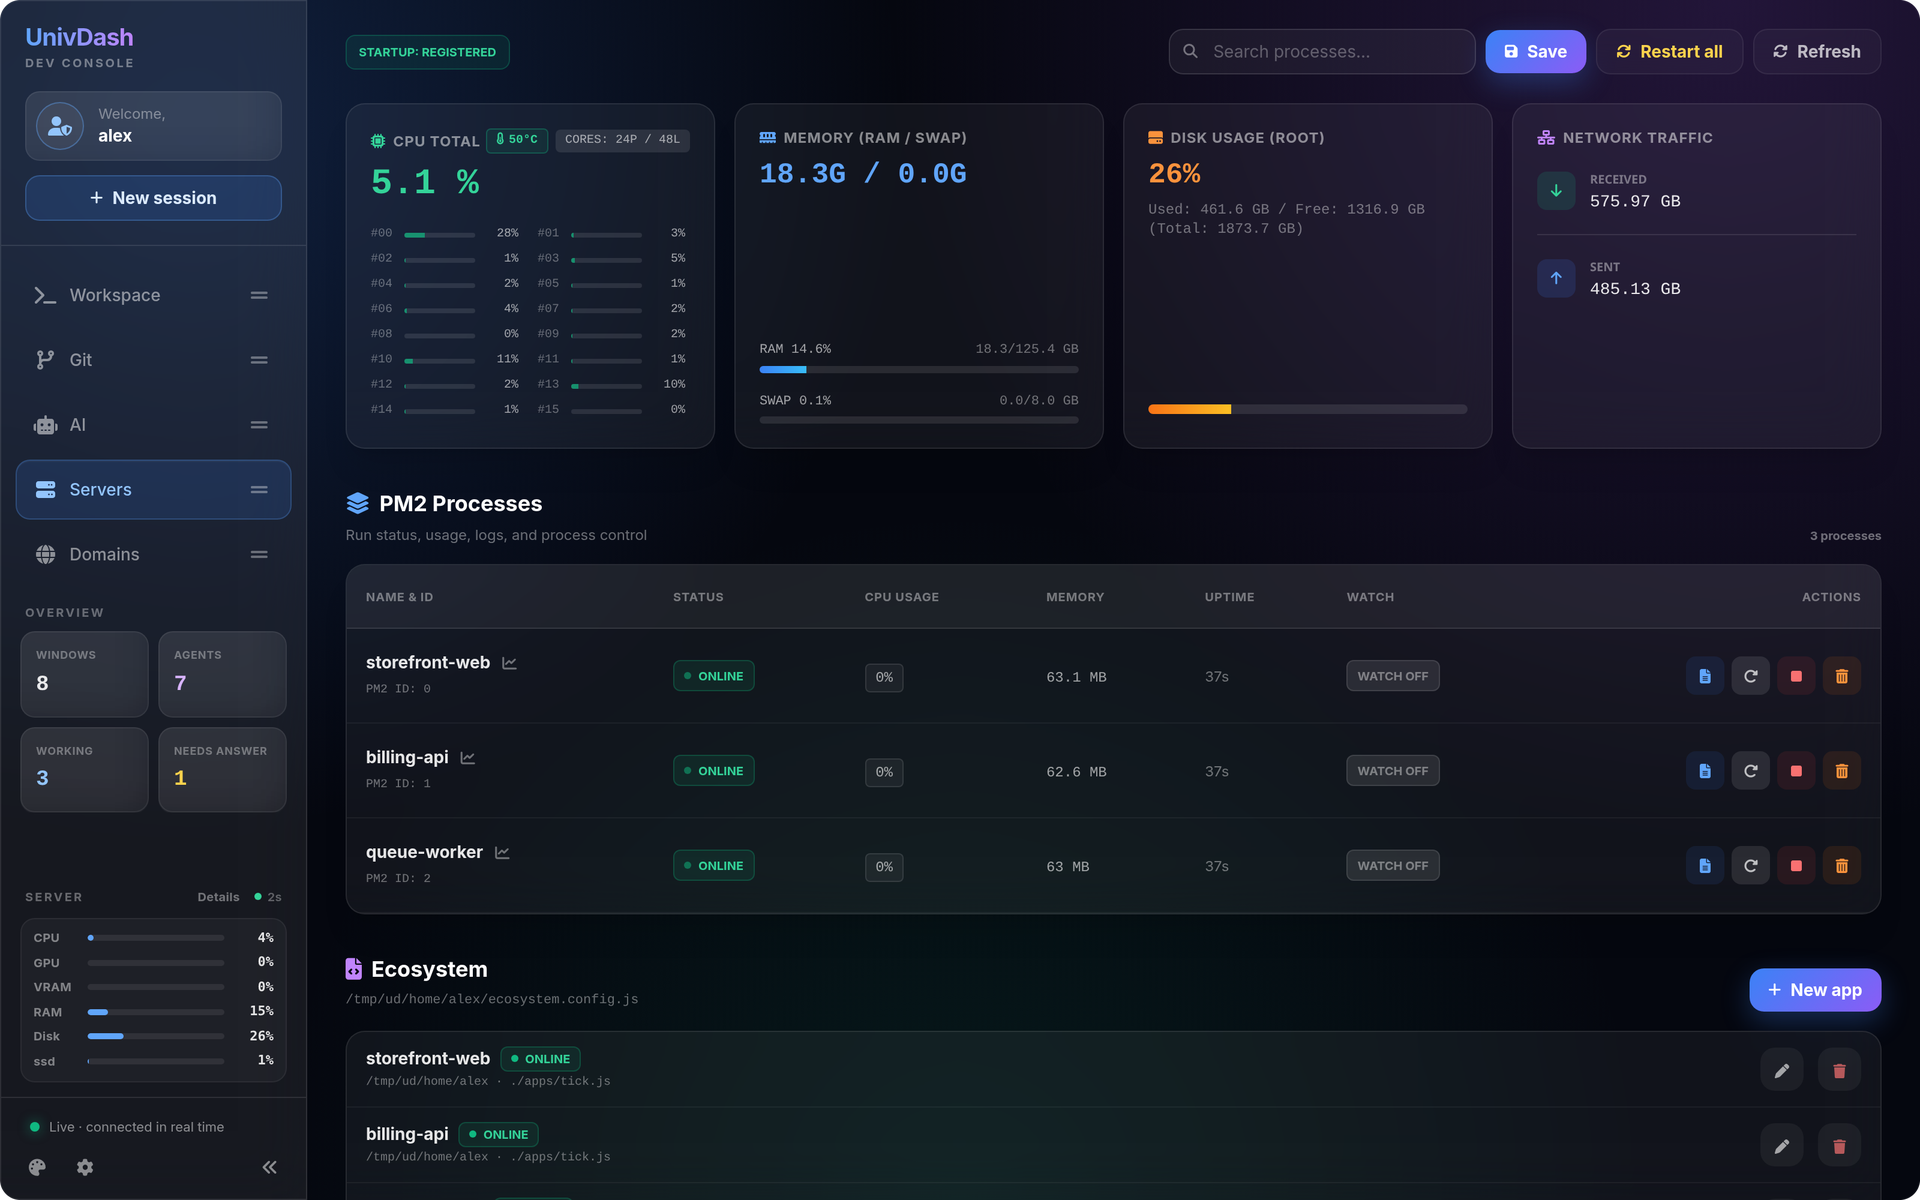 UnivDash
DEV CONSOLE
Welcome,
alex
New session
Workspace
Git
AI
Servers
Domains
OVERVIEW
WINDOWS
8
AGENTS
7
WORKING
3
NEEDS ANSWER
1
SERVER Details 2s
CPU 4%
GPU 0%
VRAM 0%
RAM 15%
Disk 26%
ssd 1%
Live · connected in real time
STARTUP: REGISTERED
Search processes...
Save
Restart all
Refresh
CPU TOTAL 50°C CORES: 24P / 48L
5.1 %
#00 28% #01 3%
#02 1% #03 5%
#04 2% #05 1%
#06 4% #07 2%
#08 0% #09 2%
#10 11% #11 1%
#12 2% #13 10%
#14 1% #15 0%
MEMORY (RAM / SWAP)
18.3G / 0.0G
RAM 14.6% 18.3/125.4 GB
SWAP 0.1% 0.0/8.0 GB
DISK USAGE (ROOT)
26%
Used: 461.6 GB / Free: 1316.9 GB
(Total: 1873.7 GB)
NETWORK TRAFFIC
RECEIVED
575.97 GB
SENT
485.13 GB
PM2 Processes
Run status, usage, logs, and process control
3 processes
NAME & ID STATUS CPU USAGE MEMORY UPTIME WATCH ACTIONS
storefront-web
PM2 ID: 0
ONLINE 0% 63.1 MB 37s WATCH OFF
billing-api
PM2 ID: 1
ONLINE 0% 62.6 MB 37s WATCH OFF
queue-worker
PM2 ID: 2
ONLINE 0% 63 MB 37s WATCH OFF
Ecosystem
/tmp/ud/home/alex/ecosystem.config.js
New app
storefront-web ONLINE
/tmp/ud/home/alex · ./apps/tick.js
billing-api ONLINE
/tmp/ud/home/alex · ./apps/tick.js